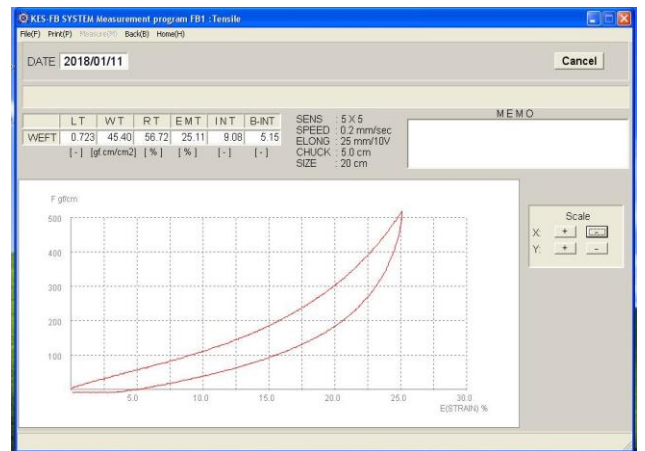 KES-FB SYSTEM Measurement program FB1 :Tensile
File(F) Print(P) Measure(M) Back(B) Home(H)
DATE 2018/01/11
Cancel
LT WT RT EMT INT B-INT
WEFT 0.723 45.40 56.72 25.11 9.08 5.15
[-] [gf.cm/cm2] [%] [%] [-] [-]
SENS : 5 X 5
SPEED : 0.2 mm/sec
ELONG : 25 mm/10V
CHUCK : 5.0 cm
SIZE : 20 cm
MEMO
F gf/cm
500
400
300
200
100
5.0 10.0 15.0 20.0 25.0 30.0
E(STRAIN) %
Scale
X: + -
Y: + -